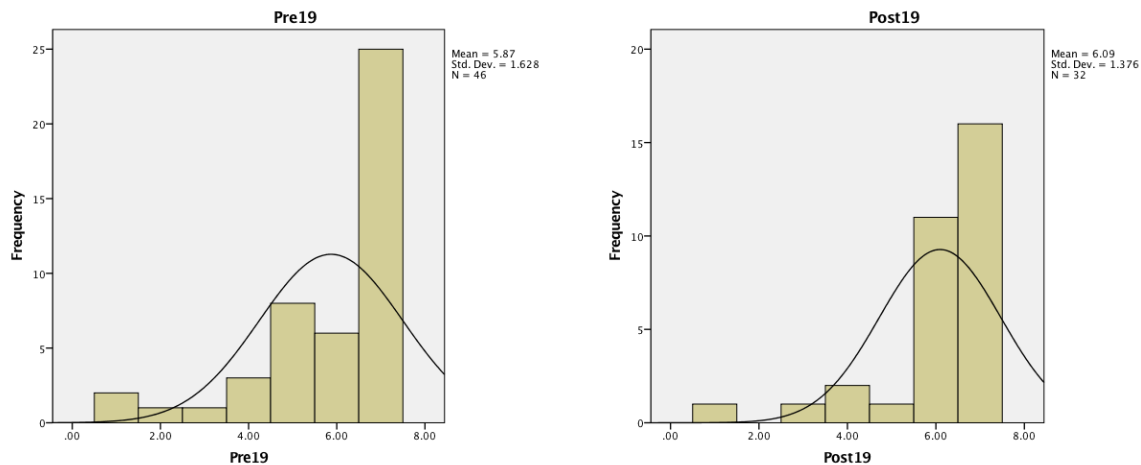 Pre19
Mean = 5.87
Std. Dev. = 1.628
N = 46
Frequency
25
20
15
10
5
0
.00 2.00 4.00 6.00 8.00
Pre19
Post19
Mean = 6.09
Std. Dev. = 1.376
N = 32
Frequency
20
15
10
5
0
.00 2.00 4.00 6.00 8.00
Post19